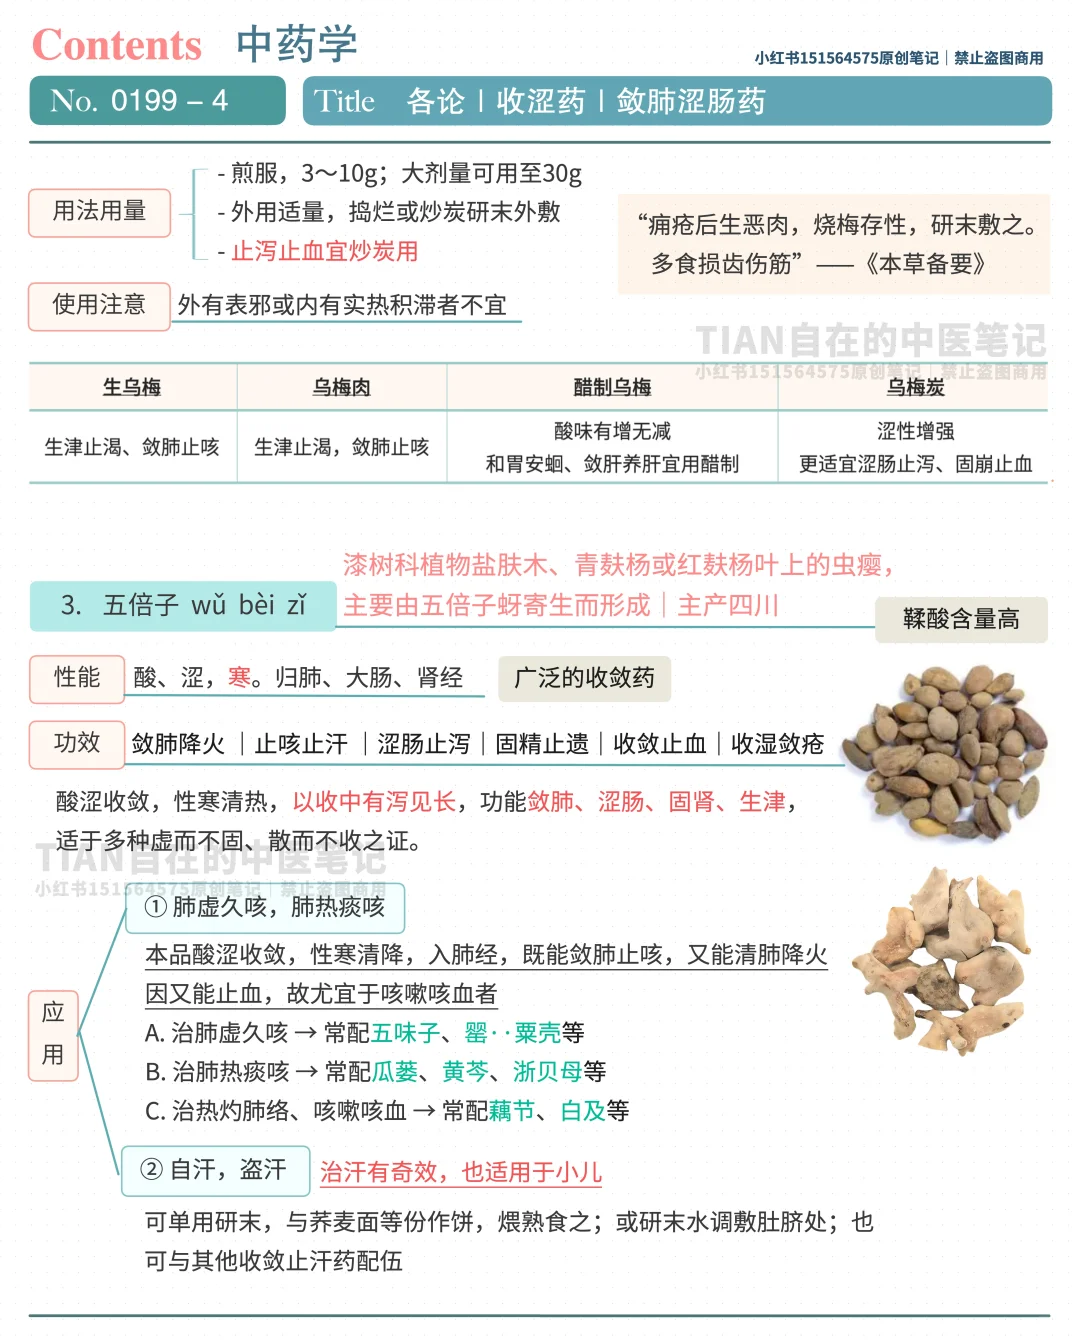 Contents 中药学
小红书151564575原创笔记｜禁止盗图商用
No. 0199 – 4
Title 各论｜收涩药｜敛肺涩肠药
用法用量
- 煎服，3～10g；大剂量可用至30g
- 外用适量，捣烂或炒炭研末外敷
- 止泻止血宜炒炭用
“痈疮后生恶肉，烧梅存性，研末敷之。
多食损齿伤筋”——《本草备要》
使用注意
外有表邪或内有实热积滞者不宜
TIAN自在的中医笔记
小红书151564575原创笔记｜禁止盗图商用
生乌梅 乌梅肉 醋制乌梅 乌梅炭
生津止渴、敛肺止咳 生津止渴，敛肺止咳
酸味有增无减
和胃安蛔、敛肝养肝宜用醋制
涩性增强
更适宜涩肠止泻、固崩止血
漆树科植物盐肤木、青麸杨或红麸杨叶上的虫瘿，
3. 五倍子 wǔ bèi zǐ
主要由五倍子蚜寄生而形成｜主产四川
鞣酸含量高
性能
酸、涩，寒。归肺、大肠、肾经
广泛的收敛药
功效
敛肺降火｜止咳止汗｜涩肠止泻｜固精止遗｜收敛止血｜收湿敛疮
酸涩收敛，性寒清热，以收中有泻见长，功能敛肺、涩肠、固肾、生津，
适于多种虚而不固、散而不收之证。
TIAN自在的中医笔记
小红书151564575原创笔记｜禁止盗图商用
应用
① 肺虚久咳，肺热痰咳
本品酸涩收敛，性寒清降，入肺经，既能敛肺止咳，又能清肺降火
因又能止血，故尤宜于咳嗽咳血者
A. 治肺虚久咳 → 常配五味子、罂··粟壳等
B. 治肺热痰咳 → 常配瓜蒌、黄芩、浙贝母等
C. 治热灼肺络、咳嗽咳血 → 常配藕节、白及等
② 自汗，盗汗
治汗有奇效，也适用于小儿
可单用研末，与荞麦面等份作饼，煨熟食之；或研末水调敷肚脐处；也
可与其他收敛止汗药配伍